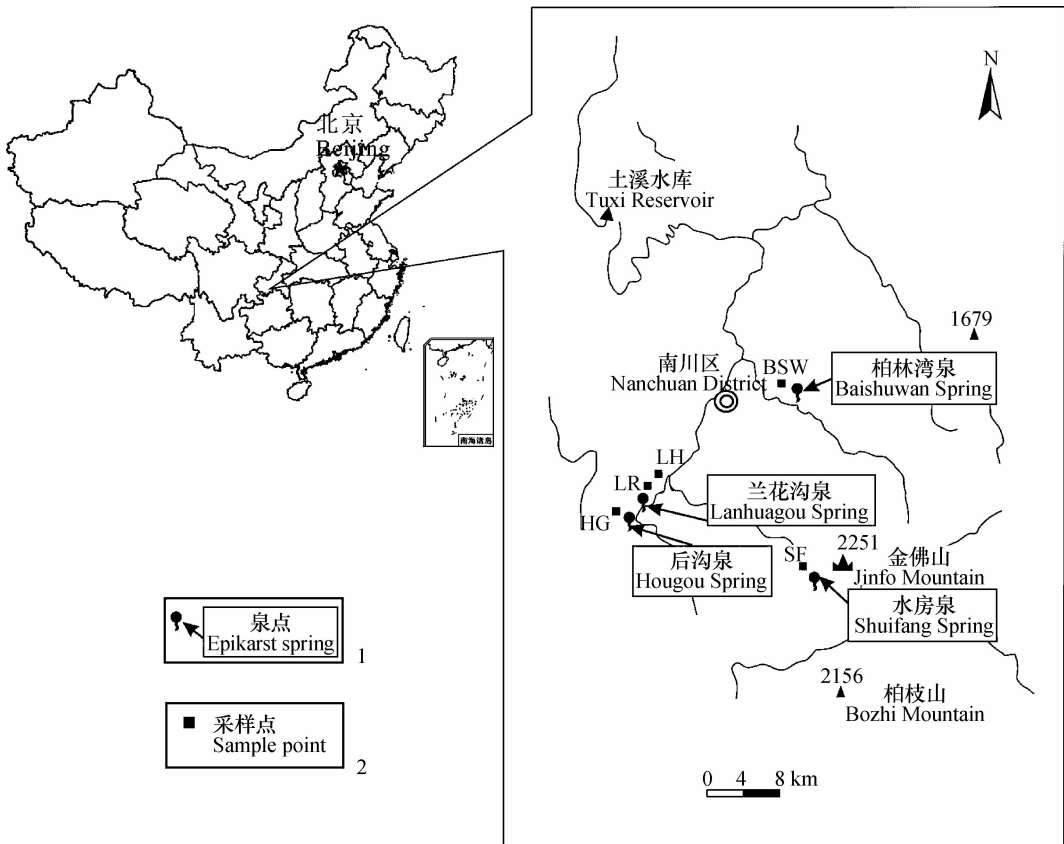 北京
Beijing
南海诸岛
泉点
Epikarst spring
1
采样点
Sample point
2
N
土溪水库
Tuxi Reservoir
1679
南川区
Nanchuan District
BSW
柏林湾泉
Baishuwan Spring
LH
LR
HG
兰花沟泉
Lanhuagou Spring
后沟泉
Hougou Spring
SF
2251
金佛山
Jinfo Mountain
水房泉
Shuifang Spring
2156
柏枝山
Bozhi Mountain
0 4 8 km